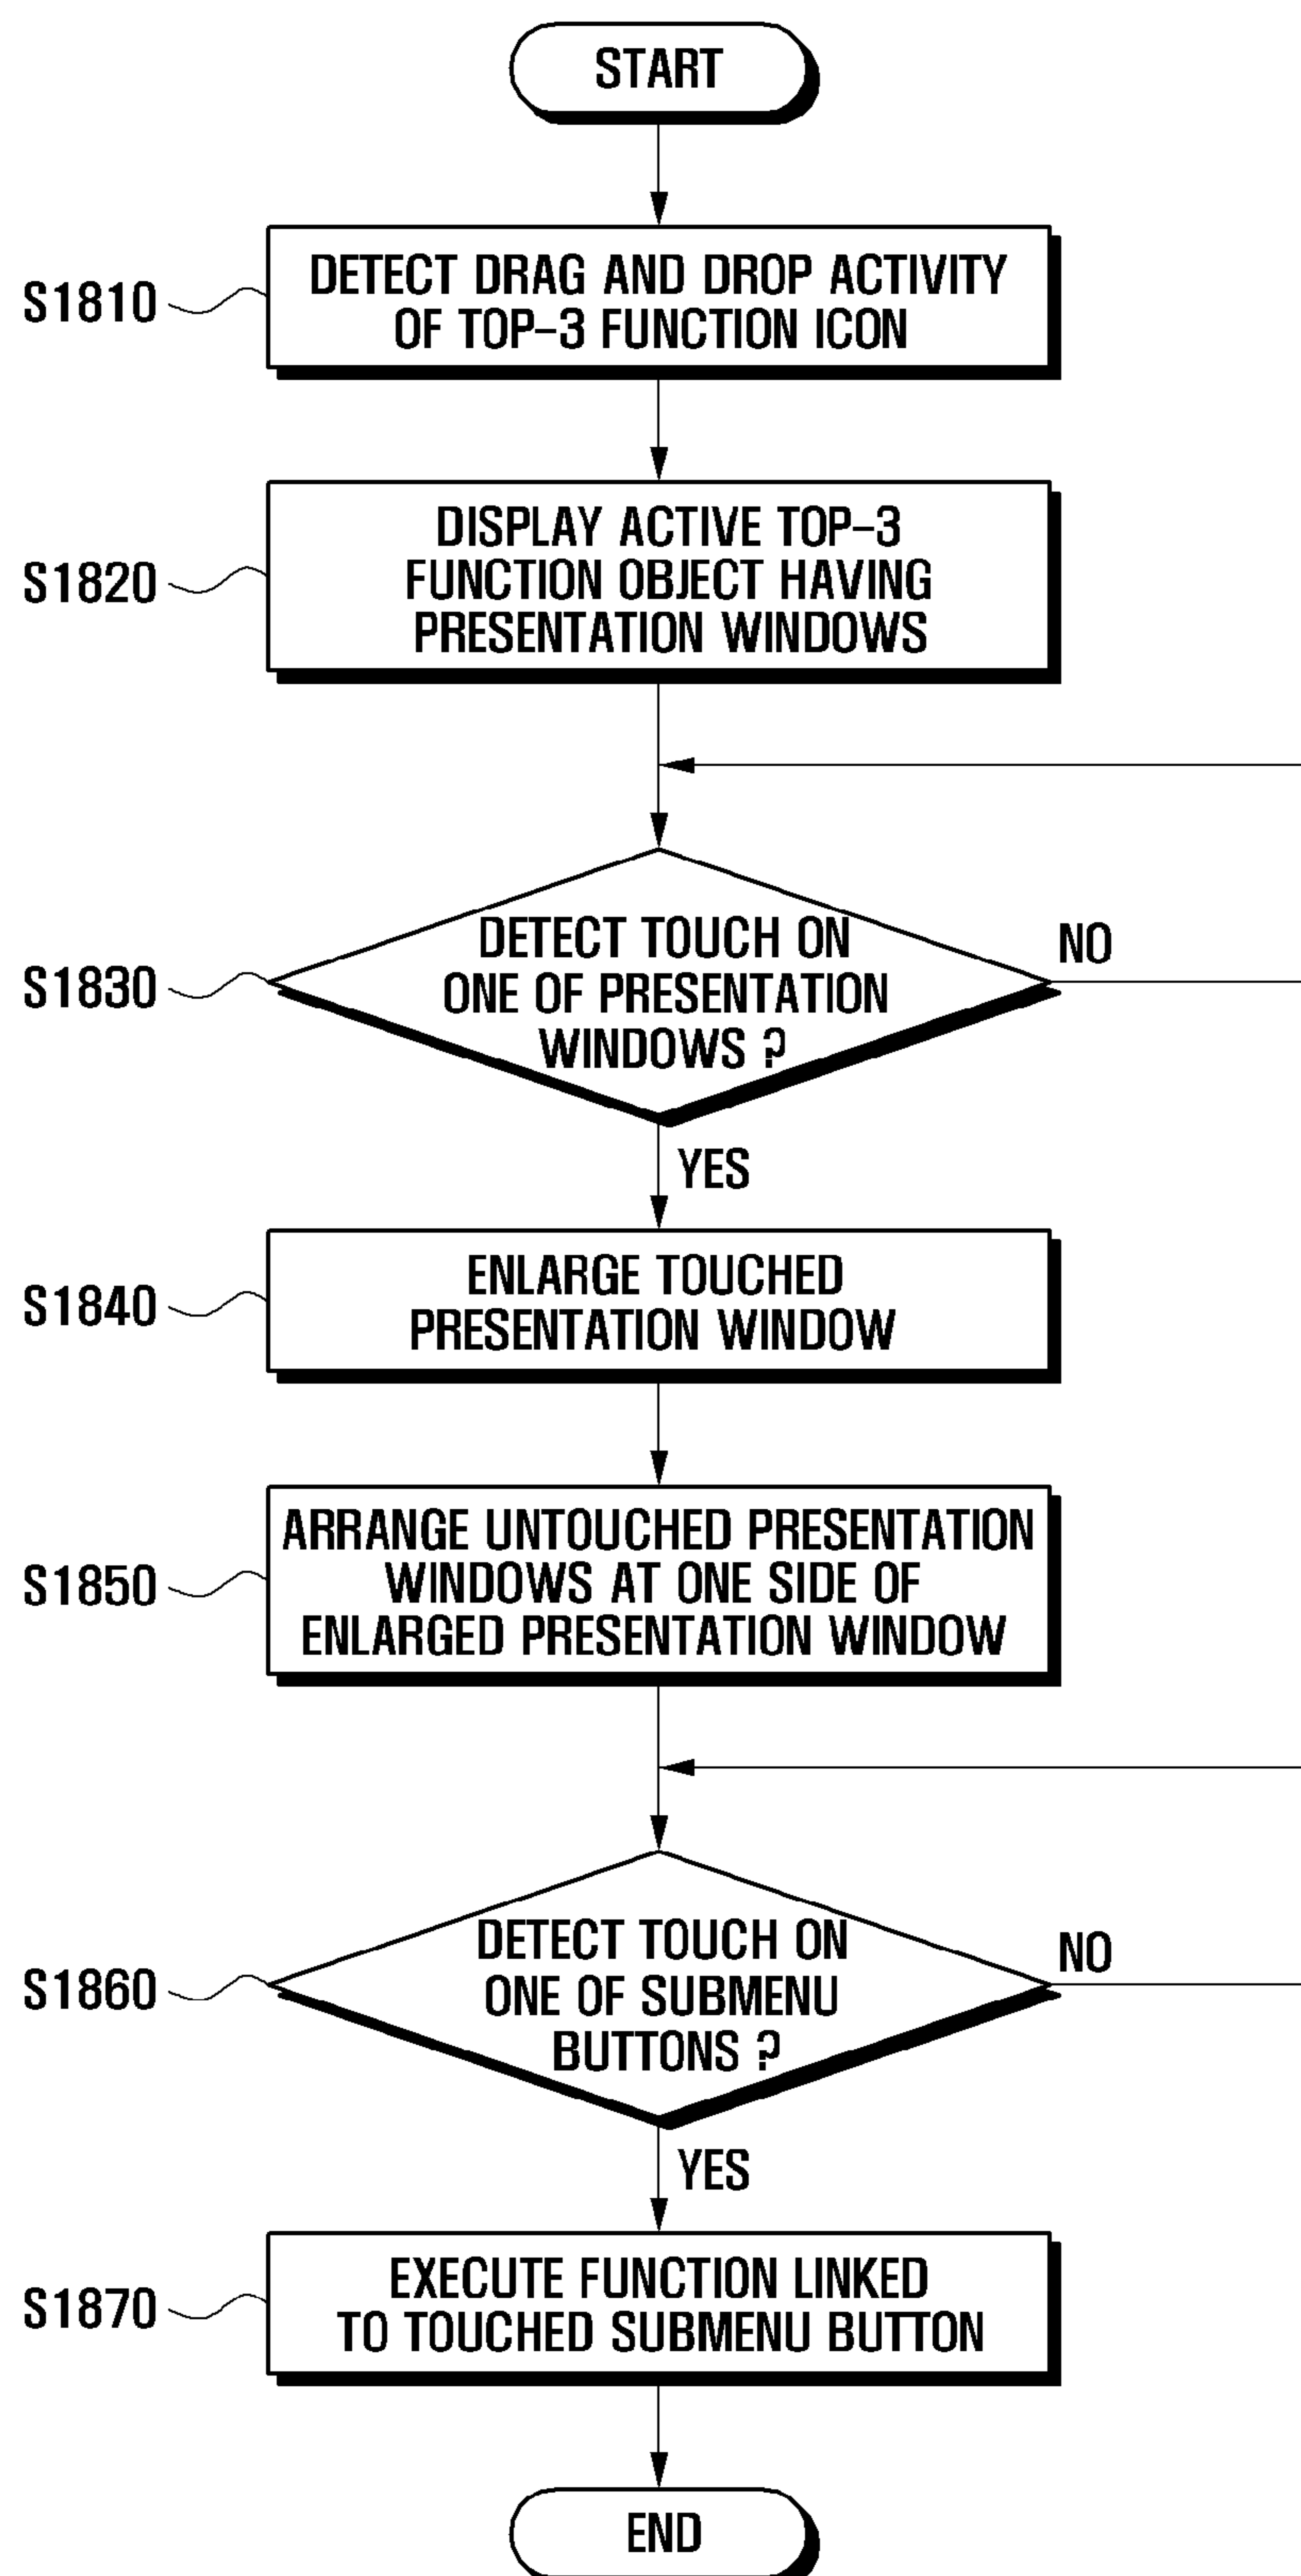 START
S1810
DETECT DRAG AND DROP ACTIVITY
OF TOP-3 FUNCTION ICON
S1820
DISPLAY ACTIVE TOP-3
FUNCTION OBJECT HAVING
PRESENTATION WINDOWS
S1830
DETECT TOUCH ON
ONE OF PRESENTATION
WINDOWS ?
NO
YES
S1840
ENLARGE TOUCHED
PRESENTATION WINDOW
S1850
ARRANGE UNTOUCHED PRESENTATION
WINDOWS AT ONE SIDE OF
ENLARGED PRESENTATION WINDOW
S1860
DETECT TOUCH ON
ONE OF SUBMENU
BUTTONS ?
NO
YES
S1870
EXECUTE FUNCTION LINKED
TO TOUCHED SUBMENU BUTTON
END